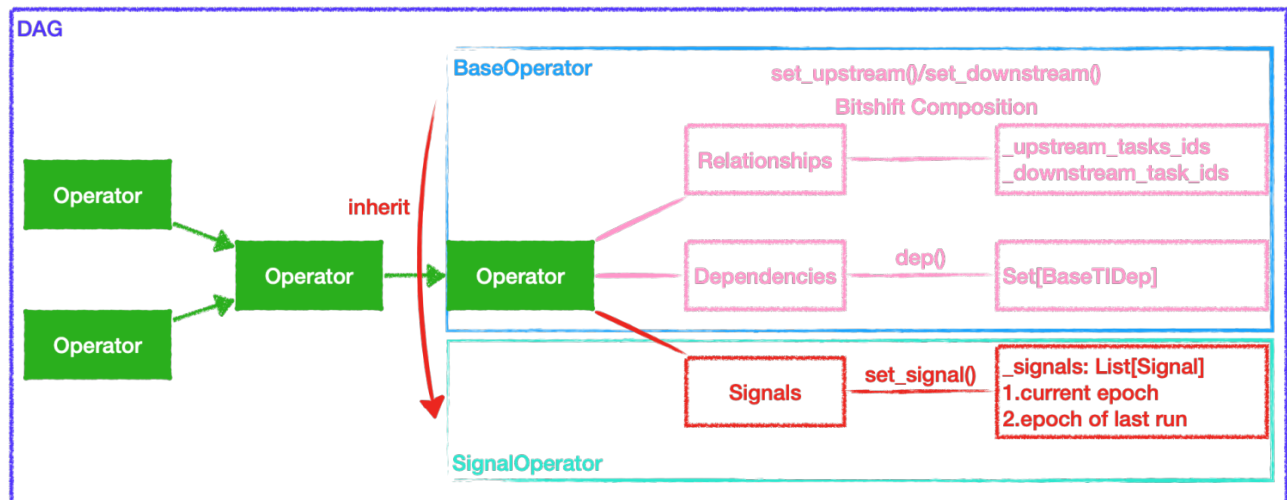 DAG
BaseOperator
set_upstream()/set_downstream()
Bitshift Composition
Relationships
_upstream_tasks_ids
_downstream_task_ids
Operator
inherit
Operator
Operator
Dependencies
dep()
Set[BaseTIDep]
Operator
Signals
set_signal()
_signals: List[Signal]
1.current epoch
2.epoch of last run
SignalOperator